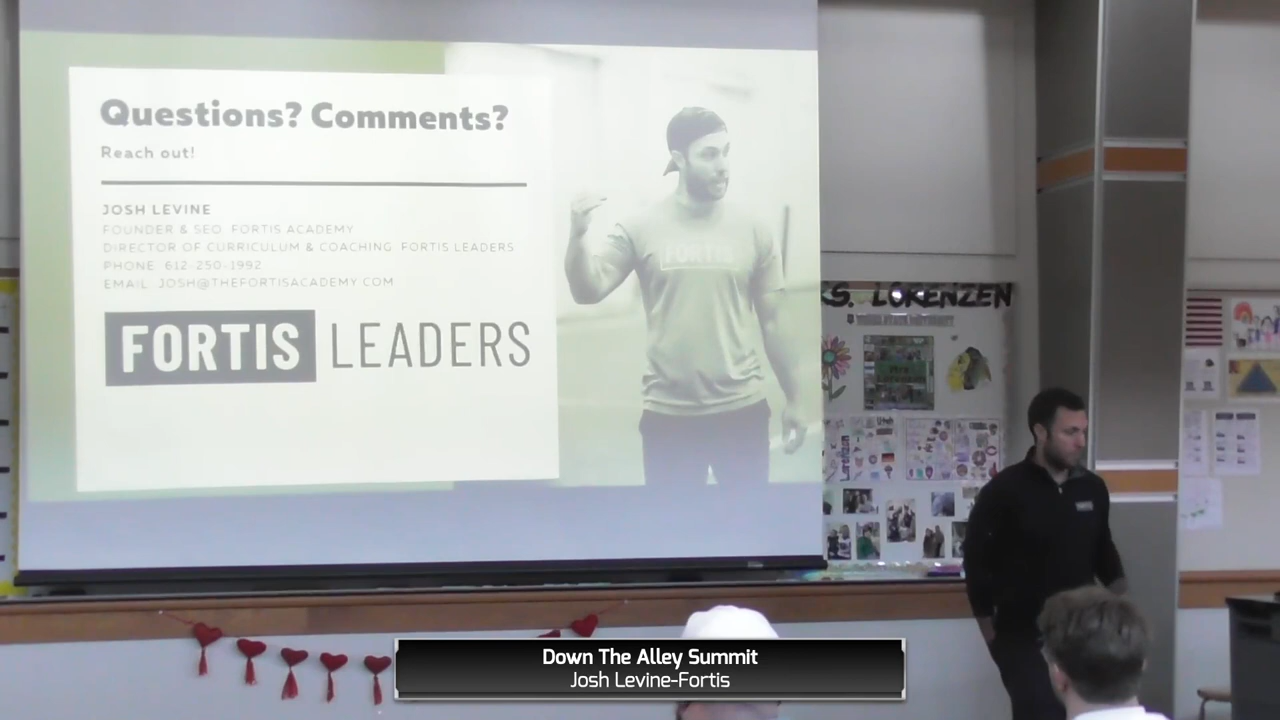 Questions? Comments?
Reach out!
JOSH LEVINE
FOUNDER & SEO FORTIS ACADEMY
DIRECTOR OF CURRICULUM & COACHING FORTIS LEADERS
PHONE 612-250-1992
EMAIL JOSH@THEFORTISACADEMY.COM
FORTIS LEADERS
FORTIS
S. LORENZEN
Down The Alley Summit
Josh Levine-Fortis